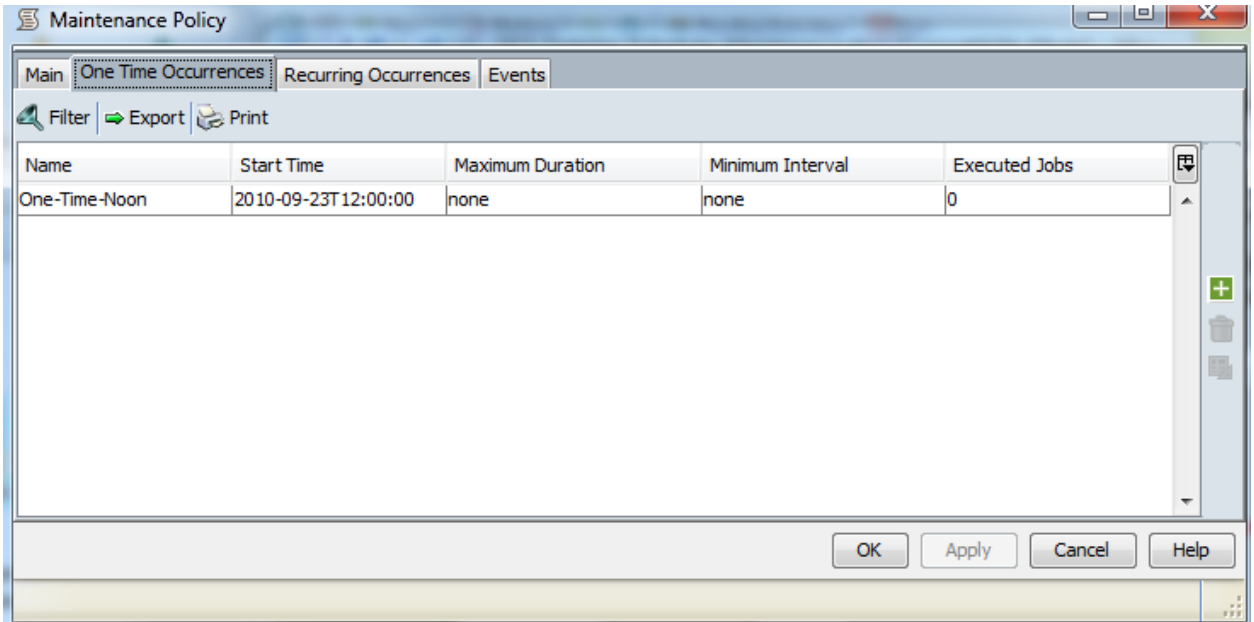 Maintenance Policy
Main One Time Occurrences Recurring Occurrences Events
Filter Export Print
Name Start Time Maximum Duration Minimum Interval Executed Jobs
One-Time-Noon 2010-09-23T12:00:00 none none 0
OK Apply Cancel Help